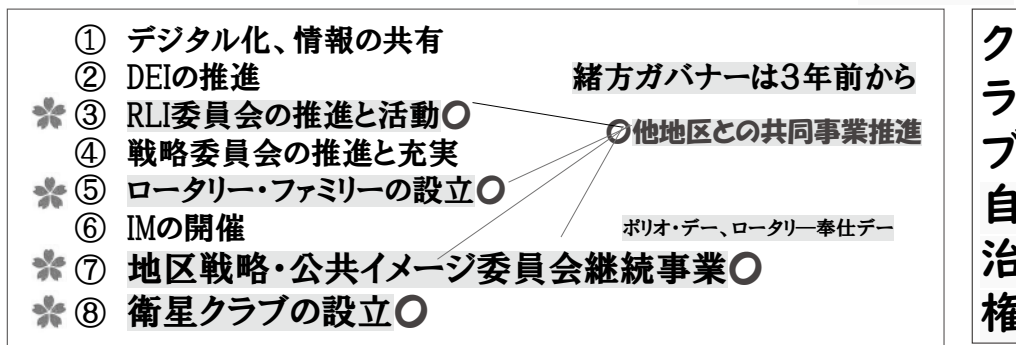 ① デジタル化、情報の共有
② DEIの推進
緒方ガバナーは3年前から
③ RLI委員会の推進と活動〇
〇他地区との共同事業推進
④ 戦略委員会の推進と充実
⑤ ロータリー・ファミリーの設立〇
⑥ IMの開催
ポリオ・デー、ロータリ―奉仕デー
⑦ 地区戦略・公共イメージ委員会継続事業〇
⑧ 衛星クラブの設立〇
クラブ自治権